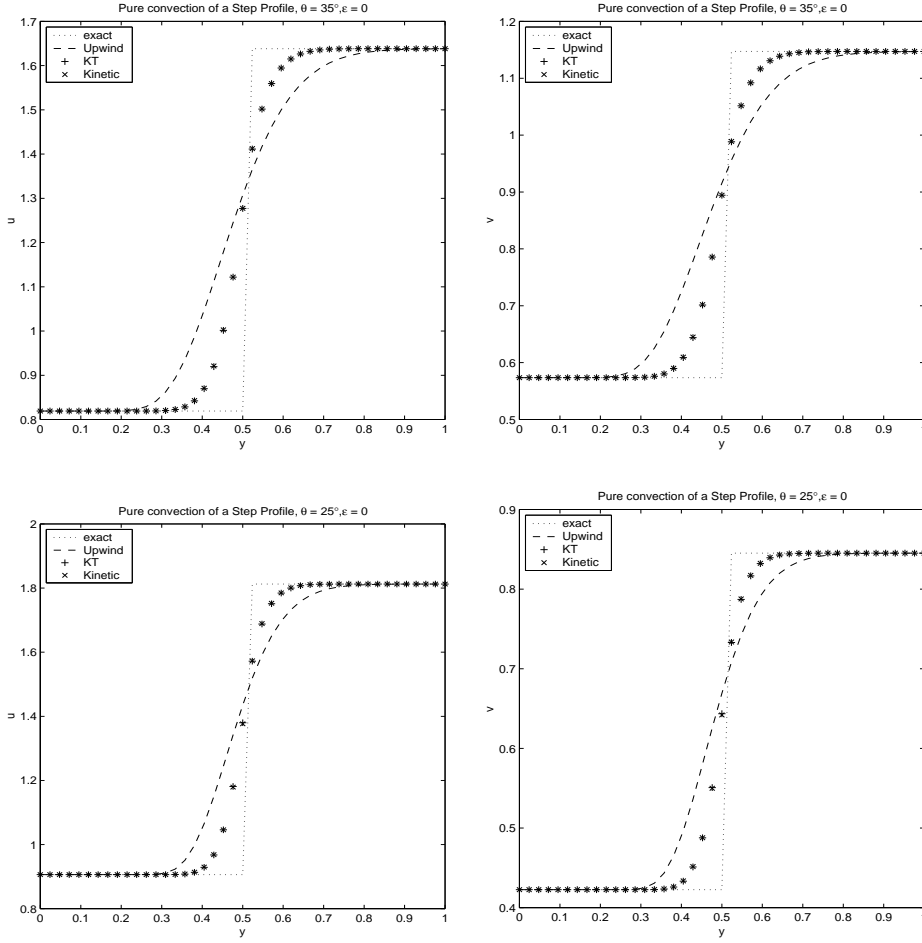 Pure convection of a Step Profile, θ = 35°,ε = 0
exact
Upwind
KT
Kinetic
1.7
1.6
1.5
1.4
1.3
1.2
1.1
1
0.9
0.8
u
0 0.1 0.2 0.3 0.4 0.5 0.6 0.7 0.8 0.9 1
y
Pure convection of a Step Profile, θ = 35°,ε = 0
exact
Upwind
KT
Kinetic
1.2
1.1
1
0.9
0.8
0.7
0.6
0.5
v
0 0.1 0.2 0.3 0.4 0.5 0.6 0.7 0.8 0.9
y
Pure convection of a Step Profile, θ = 25°,ε = 0
exact
Upwind
KT
Kinetic
2
1.8
1.6
1.4
1.2
1
0.8
u
0 0.1 0.2 0.3 0.4 0.5 0.6 0.7 0.8 0.9 1
y
Pure convection of a Step Profile, θ = 25°,ε = 0
exact
Upwind
KT
Kinetic
0.9
0.8
0.7
0.6
0.5
0.4
v
0 0.1 0.2 0.3 0.4 0.5 0.6 0.7 0.8 0.9
y